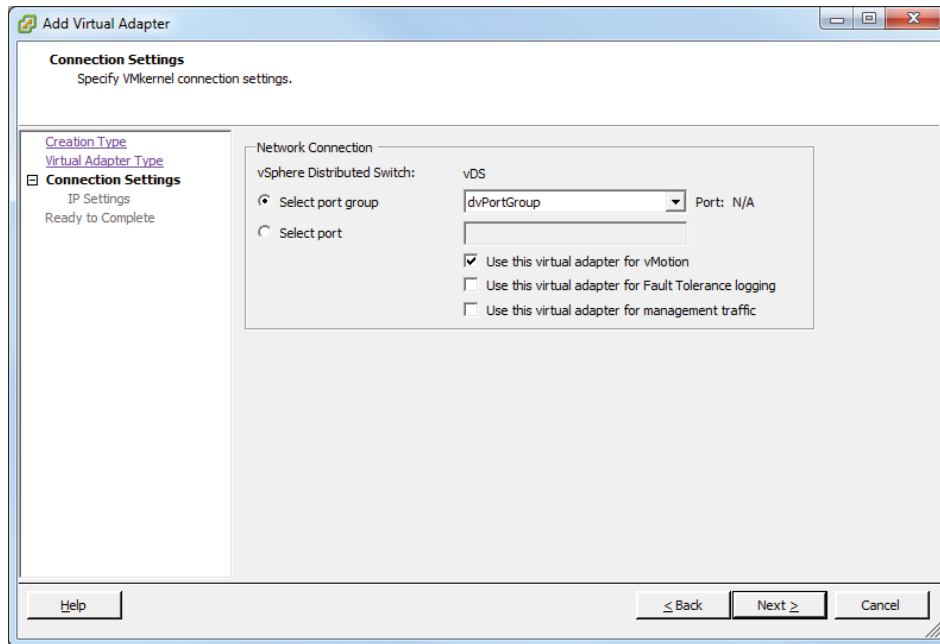 Add Virtual Adapter
Connection Settings
Specify VMkernel connection settings.
Creation Type
Virtual Adapter Type
Connection Settings
IP Settings
Ready to Complete
Network Connection
vSphere Distributed Switch: vDS
Select port group dvPortGroup Port: N/A
Select port
Use this virtual adapter for vMotion
Use this virtual adapter for Fault Tolerance logging
Use this virtual adapter for management traffic
Help < Back Next > Cancel